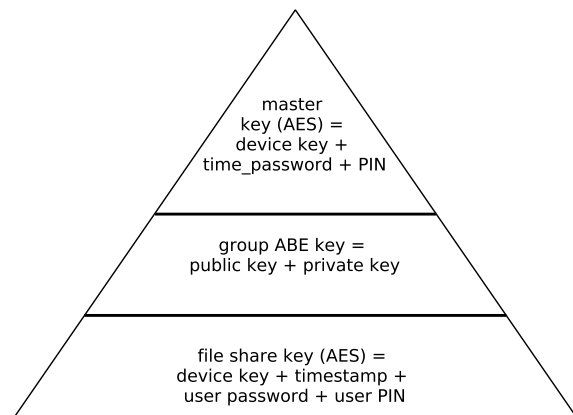 master
key (AES) =
device key +
time_password + PIN
group ABE key =
public key + private key
file share key (AES) =
device key + timestamp +
user password + user PIN